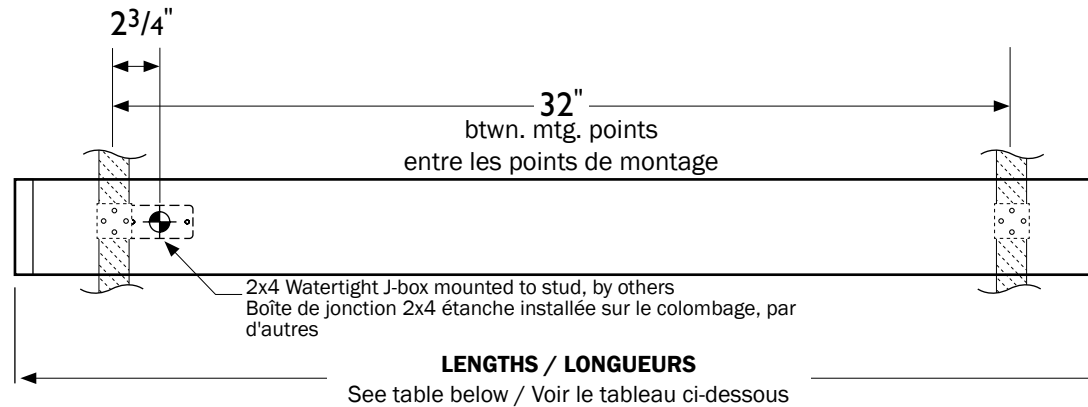 2 3/4"
32"
btwn. mtg. points
entre les points de montage
2x4 Watertight J-box mounted to stud, by others
Boîte de jonction 2x4 étanche installée sur le colombage, par
d'autres
LENGTHS / LONGUEURS
See table below / Voir le tableau ci-dessous